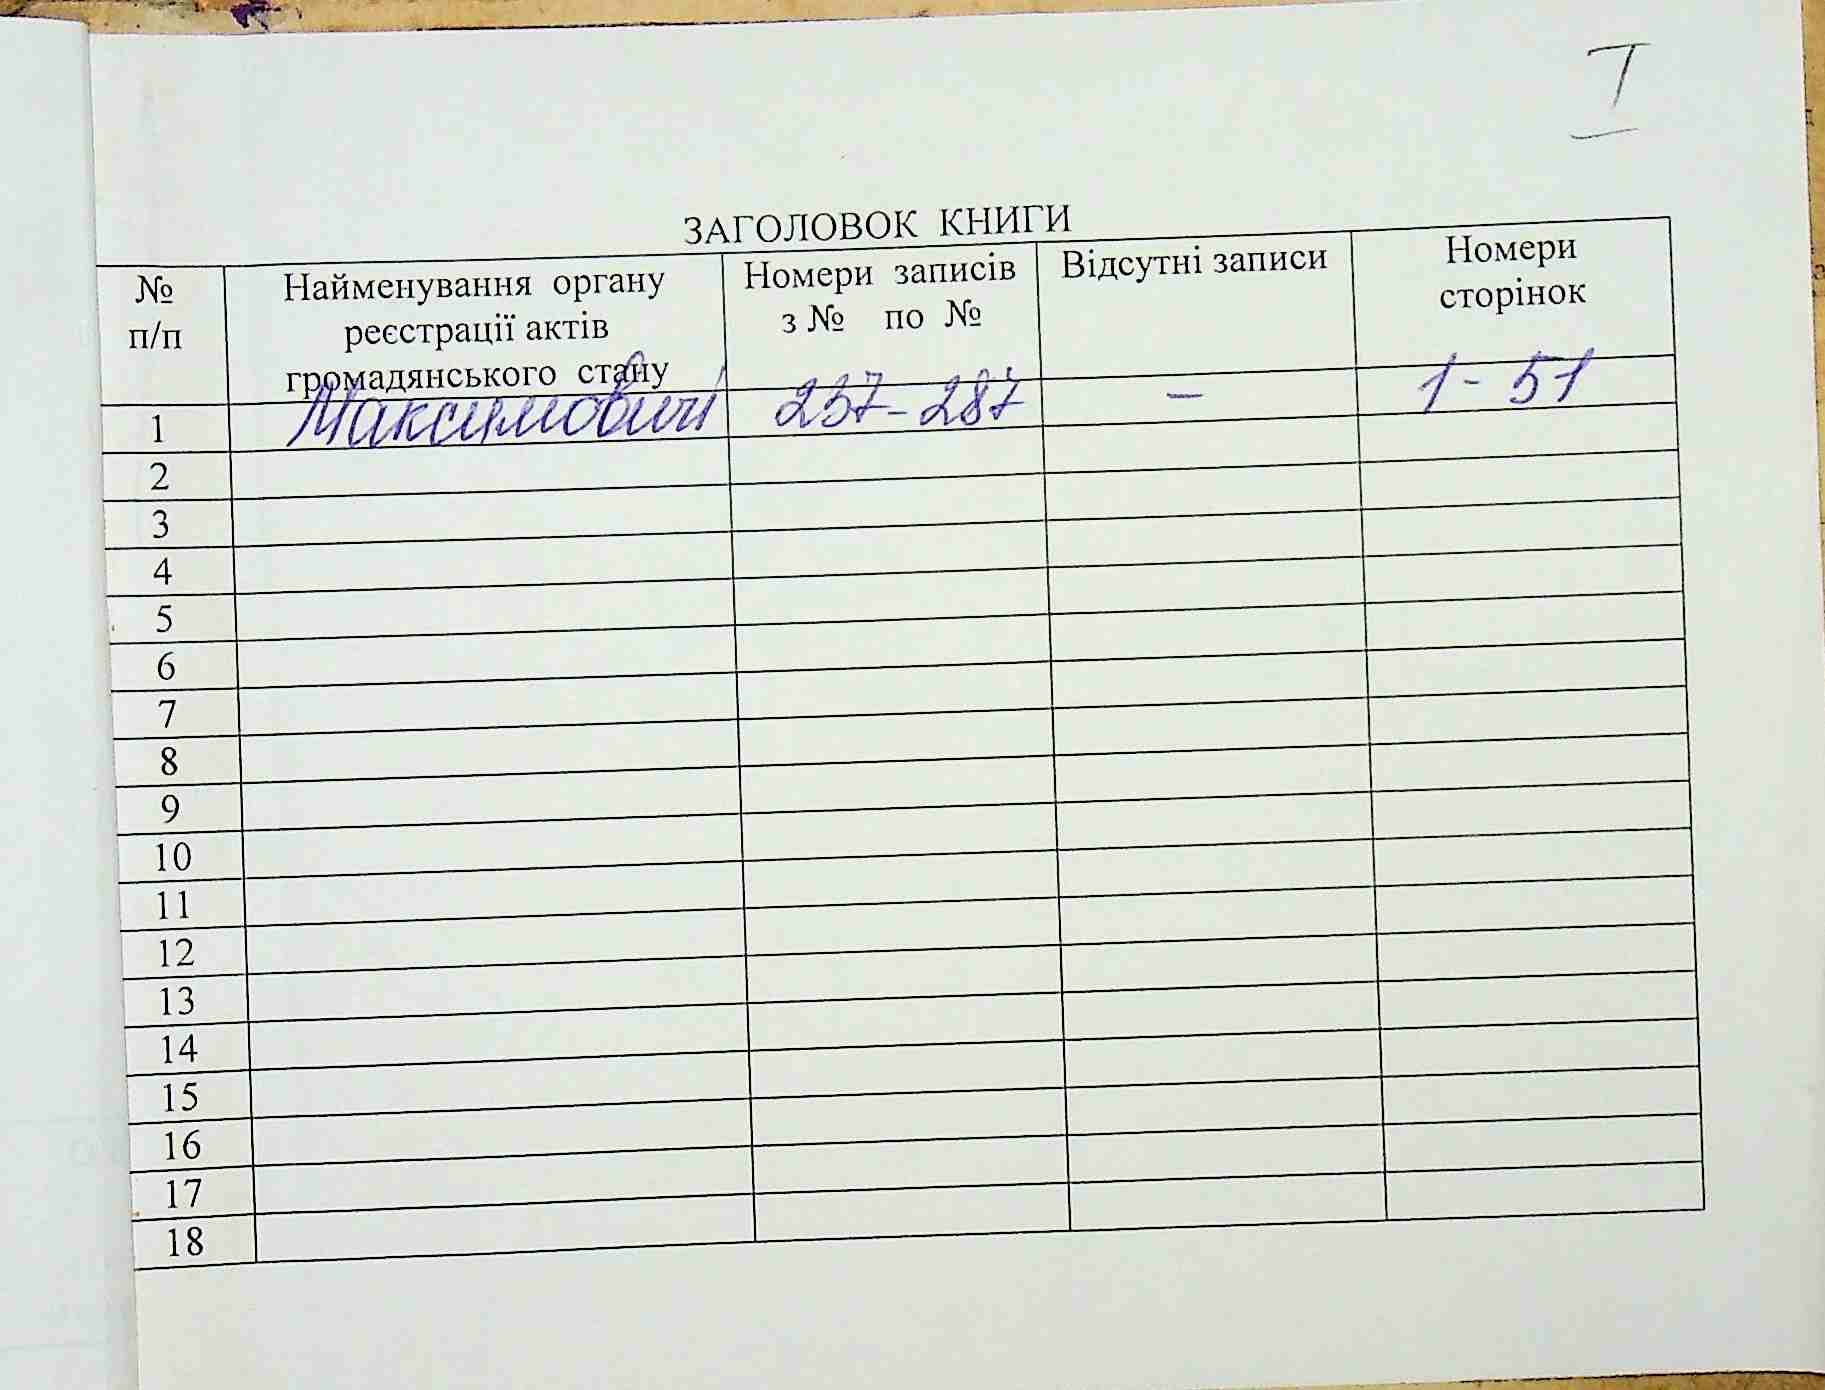 I
ЗАГОЛОВОК КНИГИ
№ п/п
Найменування органу
реєстрації актів
громадянського стану
Номери записів
з № по №
Відсутні записи
Номери
сторінок
1 Максимовичі 237-287 - 1-51
2
3
4
5
6
7
8
9
10
11
12
13
14
15
16
17
18